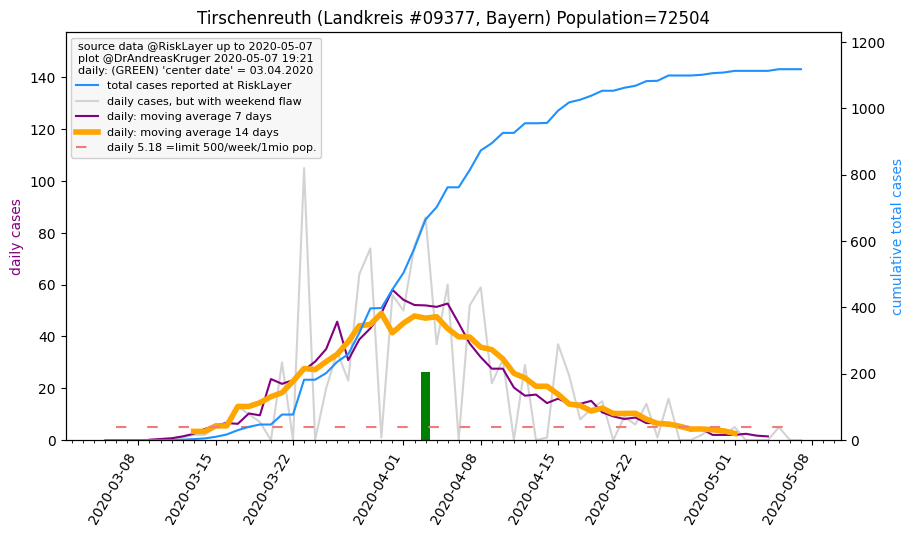 Tirschenreuth (Landkreis #09377, Bayern) Population=72504
source data @RiskLayer up to 2020-05-07
plot @DrAndreasKruger 2020-05-07 19:21
daily: (GREEN) 'center date' = 03.04.2020
total cases reported at RiskLayer
daily cases, but with weekend flaw
daily: moving average 7 days
daily: moving average 14 days
daily 5.18 =limit 500/week/1mio pop.
daily cases
140
120
100
80
60
40
20
0
1200
1000
800
600
400
200
0
cumulative total cases
2020-03-08
2020-03-15
2020-03-22
2020-04-01
2020-04-08
2020-04-15
2020-04-22
2020-05-01
2020-05-08